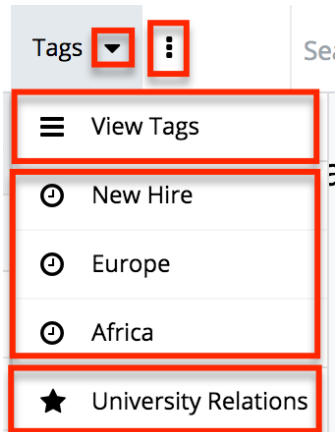 Tags
Sea
View Tags
New Hire
Europe
Africa
University Relations